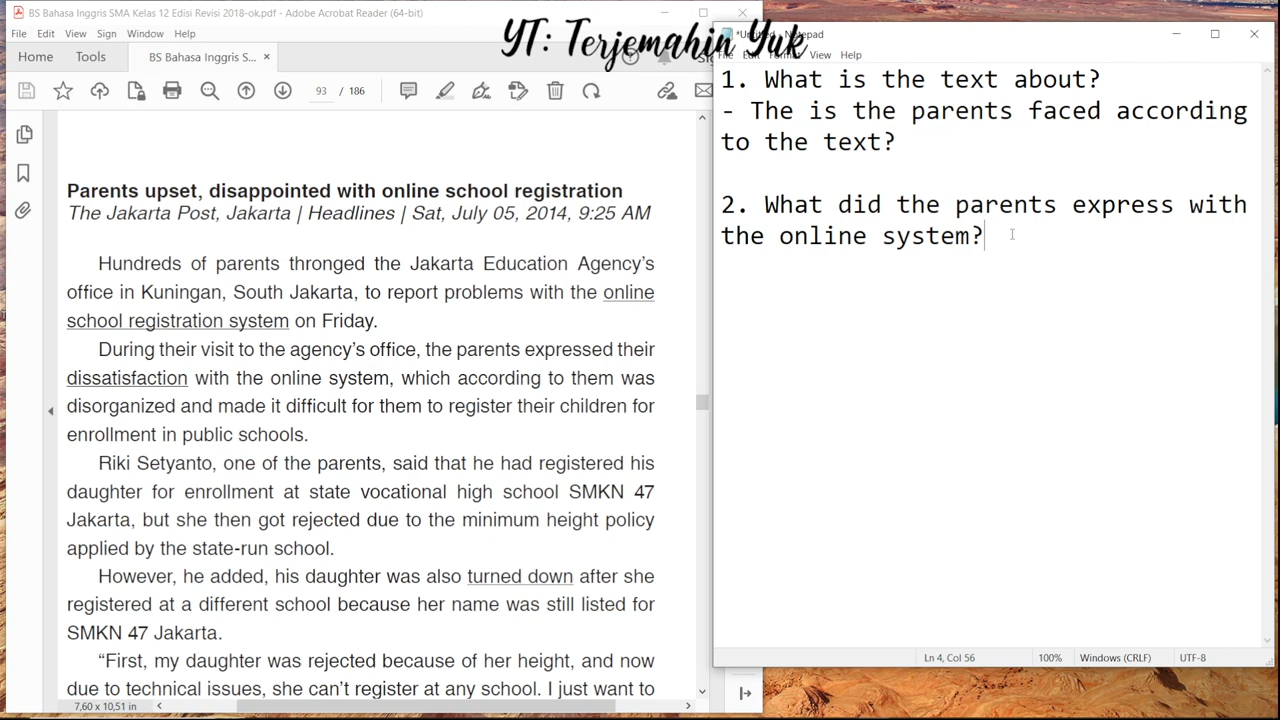 BS Bahasa Inggris SMA Kelas 12 Edisi Revisi 2018-ok.pdf - Adobe Acrobat Reader (64-bit)
File Edit View Sign Window Help
Home Tools BS Bahasa Inggris S... ×
93 / 186
YT: Terjemahin Yuk
Parents upset, disappointed with online school registration
The Jakarta Post, Jakarta | Headlines | Sat, July 05, 2014, 9:25 AM
Hundreds of parents thronged the Jakarta Education Agency’s
office in Kuningan, South Jakarta, to report problems with the online
school registration system on Friday.
During their visit to the agency’s office, the parents expressed their
dissatisfaction with the online system, which according to them was
disorganized and made it difficult for them to register their children for
enrollment in public schools.
Riki Setyanto, one of the parents, said that he had registered his
daughter for enrollment at state vocational high school SMKN 47
Jakarta, but she then got rejected due to the minimum height policy
applied by the state-run school.
However, he added, his daughter was also turned down after she
registered at a different school because her name was still listed for
SMKN 47 Jakarta.
“First, my daughter was rejected because of her height, and now
due to technical issues, she can’t register at any school. I just want to
7,60 x 10,51 in
*Untitled - Notepad
File Edit Format View Help
1. What is the text about?
- The is the parents faced according
to the text?
2. What did the parents express with
the online system?
Ln 4, Col 56 100% Windows (CRLF) UTF-8